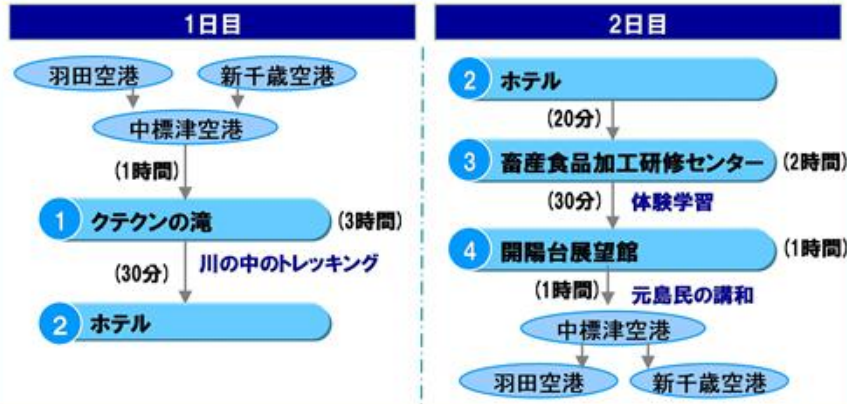 1日目
羽田空港
新千歳空港
中標津空港
(1時間)
1 クテクンの滝 (3時間)
(30分) 川の中のトレッキング
2 ホテル
2日目
2 ホテル
(20分)
3 畜産食品加工研修センター (2時間)
(30分) 体験学習
4 開陽台展望館 (1時間)
(1時間) 元島民の講和
中標津空港
羽田空港
新千歳空港